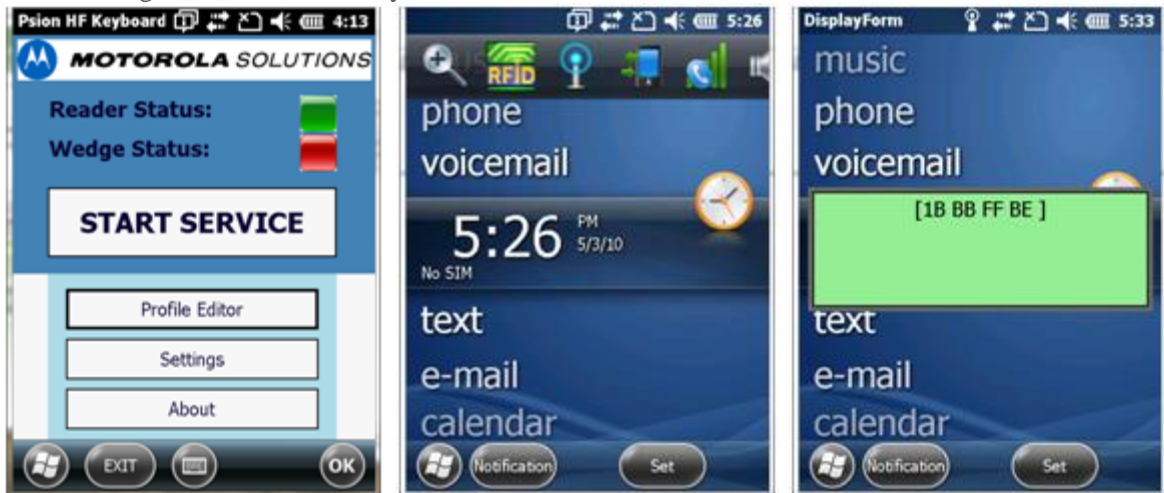 Psion HF Keyboard 4:13
MOTOROLA SOLUTIONS
Reader Status:
Wedge Status:
START SERVICE
Profile Editor
Settings
About
EXIT
OK
5:26
RFID
phone
voicemail
5:26 PM
5/3/10
No SIM
text
e-mail
calendar
Notification
Set
DisplayForm 5:33
music
phone
voicemail
[1B BB FF BE ]
text
e-mail
calendar
Notification
Set